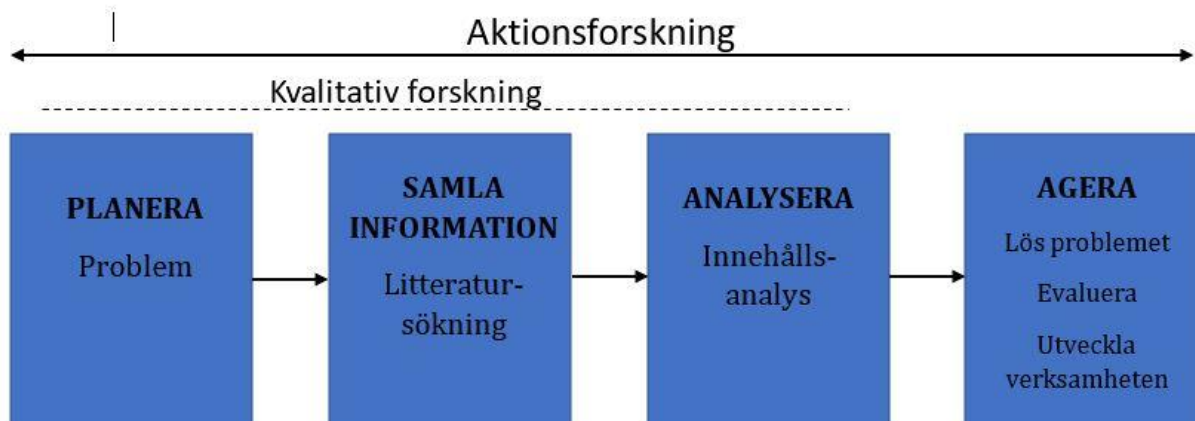 Aktionsforskning
Kvalitativ forskning
PLANERA
Problem
SAMLA
INFORMATION
Litteratur-
sökning
ANALYSERA
Innehålls-
analys
AGERA
Lös problemet
Evaluera
Utveckla
verksamheten